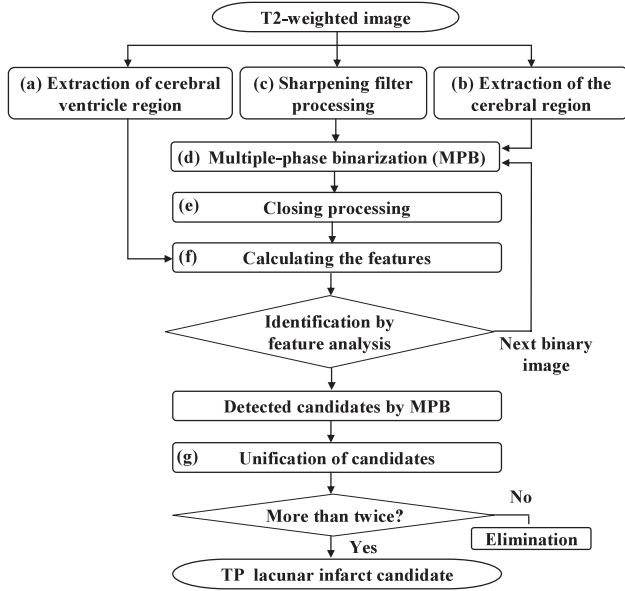 T2-weighted image
(a) Extraction of cerebral
ventricle region
(c) Sharpening filter
processing
(b) Extraction of the
cerebral region
(d) Multiple-phase binarization (MPB)
(e) Closing processing
(f) Calculating the features
Identification by
feature analysis
Next binary
image
Detected candidates by MPB
(g) Unification of candidates
No
More than twice?
Elimination
Yes
TP lacunar infarct candidate